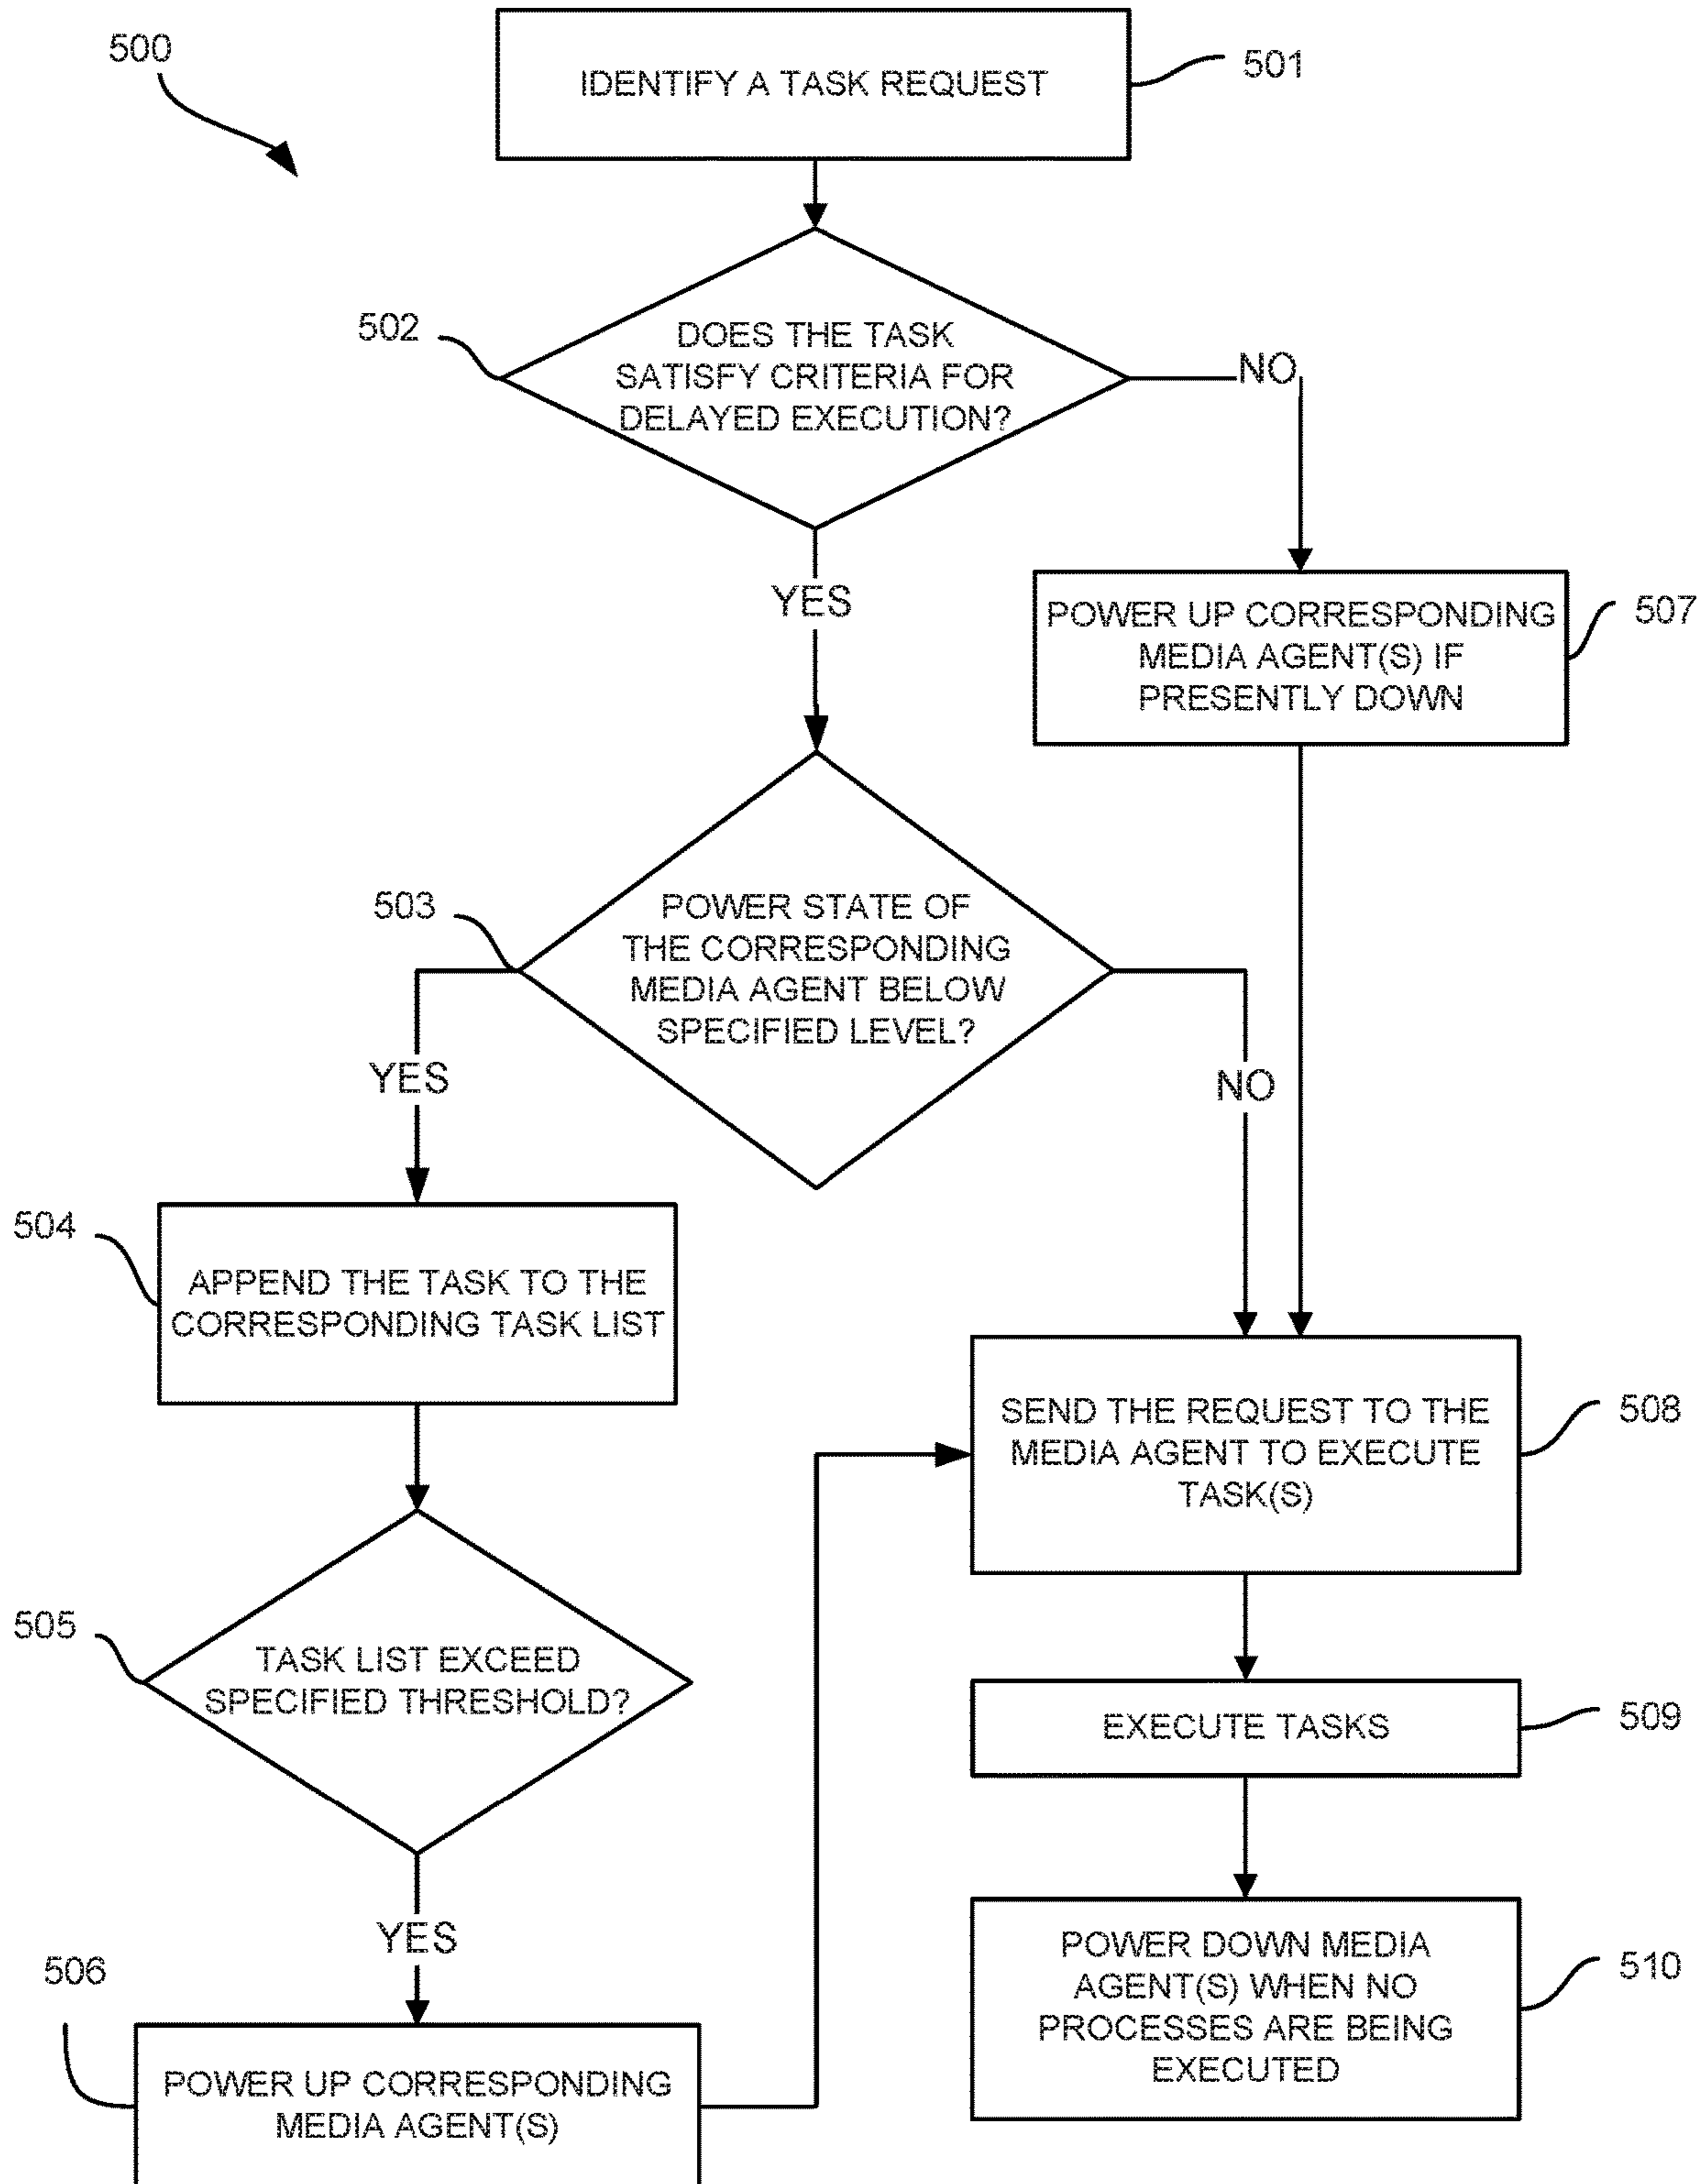 500
IDENTIFY A TASK REQUEST
501
502
DOES THE TASK
SATISFY CRITERIA FOR
DELAYED EXECUTION?
NO
YES
POWER UP CORRESPONDING
MEDIA AGENT(S) IF
PRESENTLY DOWN
507
503
POWER STATE OF
THE CORRESPONDING
MEDIA AGENT BELOW
SPECIFIED LEVEL?
YES
NO
504
APPEND THE TASK TO THE
CORRESPONDING TASK LIST
SEND THE REQUEST TO THE
MEDIA AGENT TO EXECUTE
TASK(S)
508
505
TASK LIST EXCEED
SPECIFIED THRESHOLD?
EXECUTE TASKS
509
YES
506
POWER UP CORRESPONDING
MEDIA AGENT(S)
POWER DOWN MEDIA
AGENT(S) WHEN NO
PROCESSES ARE BEING
EXECUTED
510